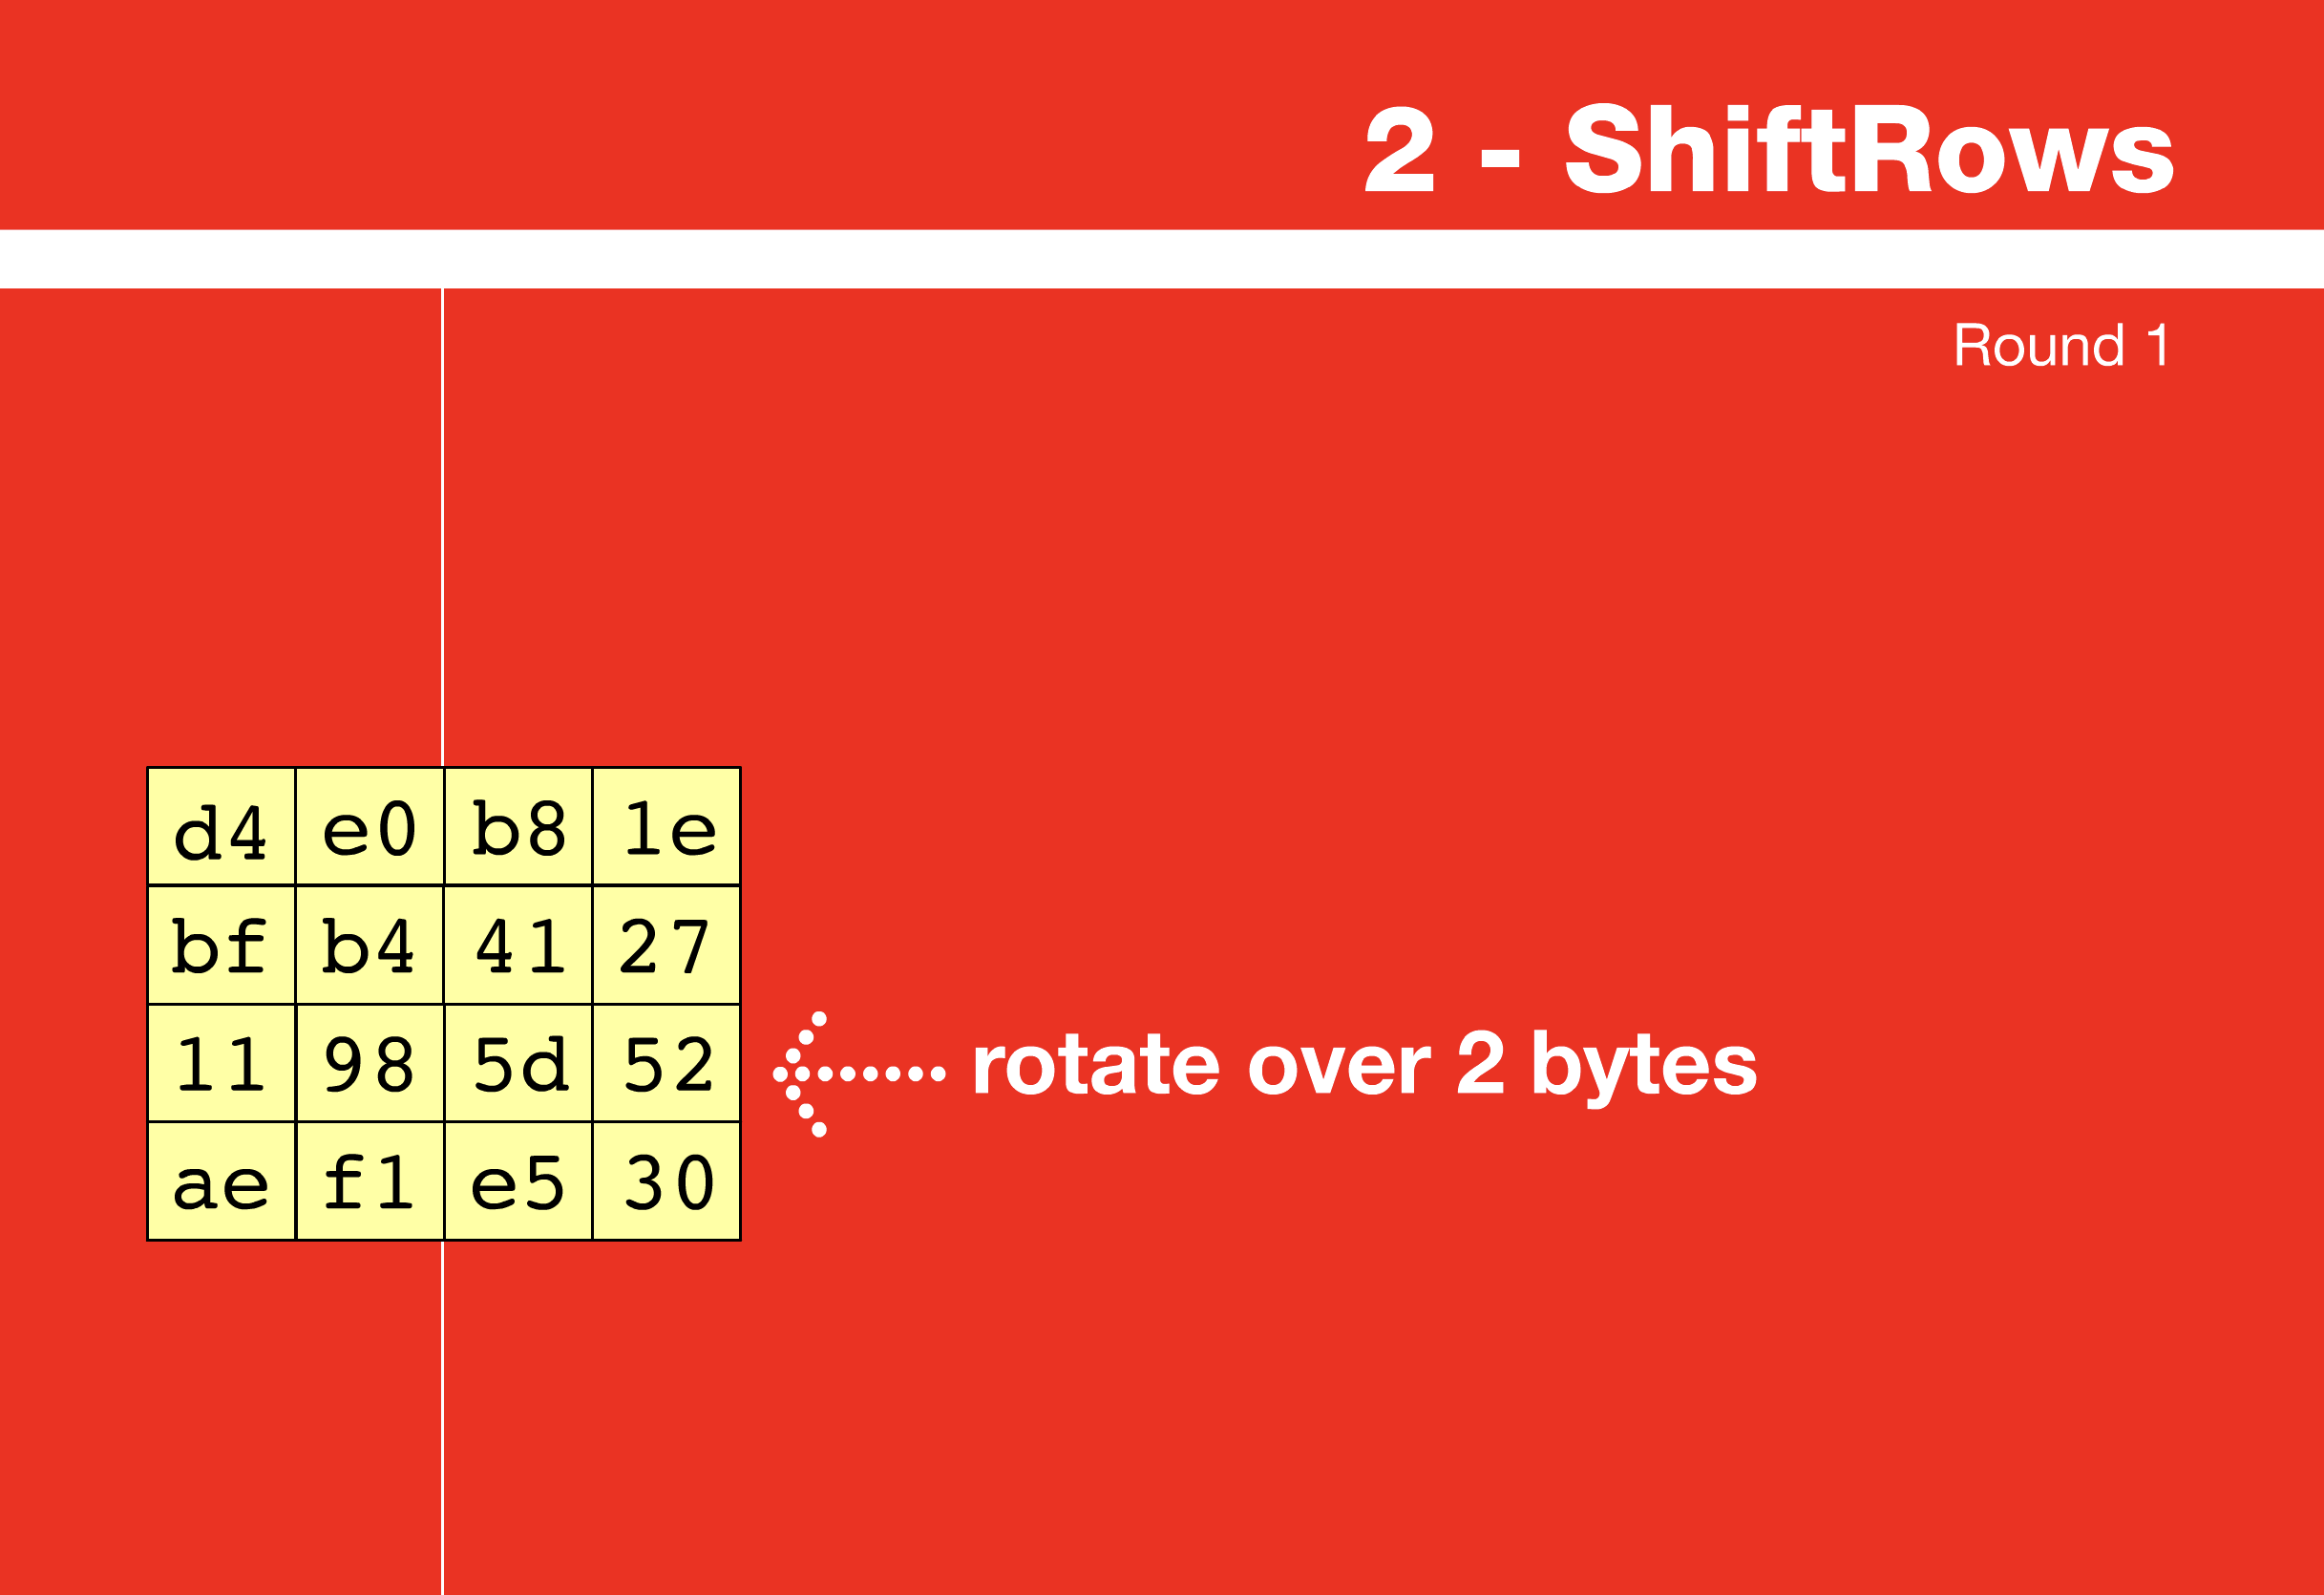 2 - ShiftRows
Round 1
d4 e0 b8 1e
bf b4 41 27
11 98 5d 52
rotate over 2 bytes
ae f1 e5 30